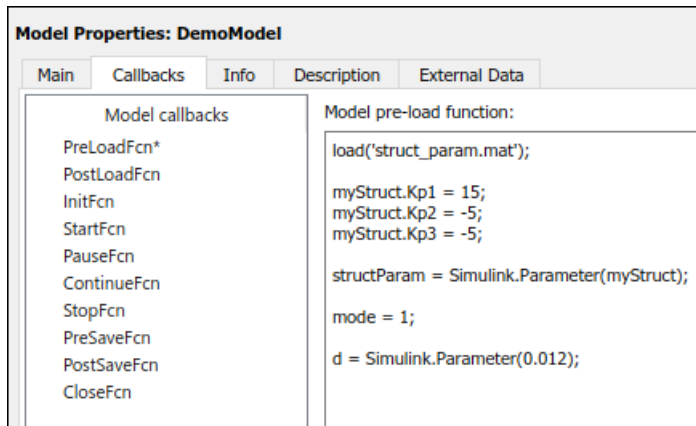 Model Properties: DemoModel
Main Callbacks Info Description External Data
Model callbacks
PreLoadFcn*
PostLoadFcn
InitFcn
StartFcn
PauseFcn
ContinueFcn
StopFcn
PreSaveFcn
PostSaveFcn
CloseFcn
Model pre-load function:
load('struct_param.mat');
myStruct.Kp1 = 15;
myStruct.Kp2 = -5;
myStruct.Kp3 = -5;
structParam = Simulink.Parameter(myStruct);
mode = 1;
d = Simulink.Parameter(0.012);